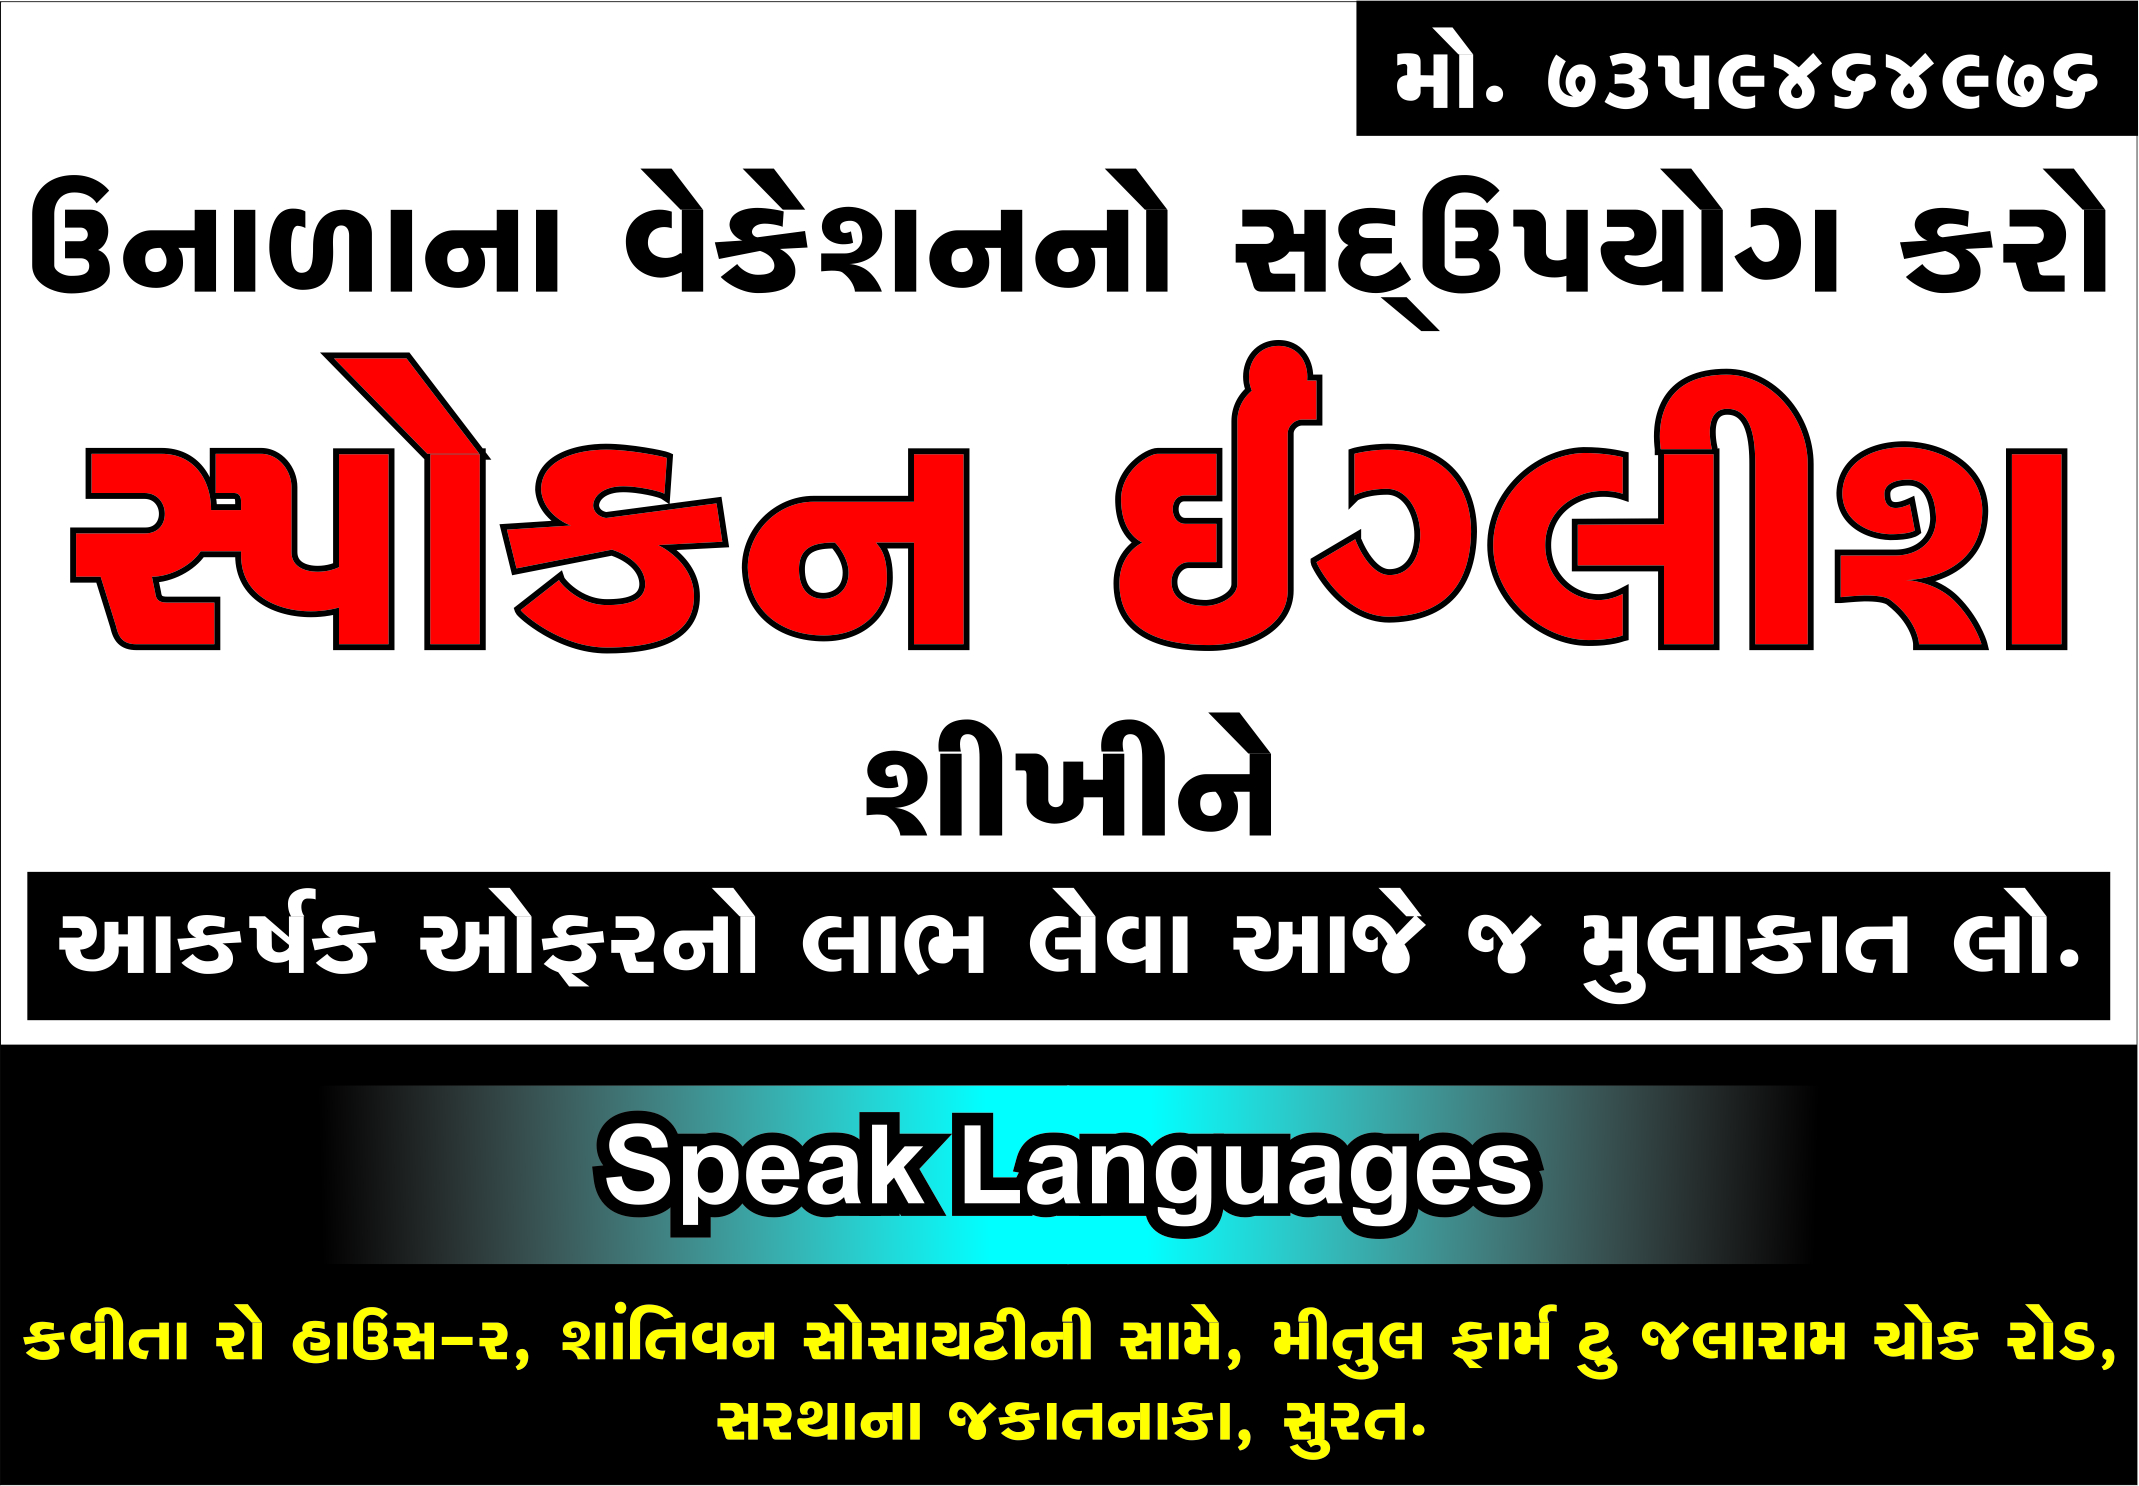 મો. ૭૩૫૯૪૬૪૯૭૬
ઉનાળાના વેકેશનનો સદ્ઉપયોગ કરો
સ્પોકન ઈંગ્લીશ
શીખીને
આકર્ષક ઓફરનો લાભ લેવા આજે જ મુલાકાત લો.
Speak Languages
કવીતા રો હાઉસ-૨, શાંતિવન સોસાયટીની સામે, મીતુલ ફાર્મ ટુ જલારામ ચોક રોડ,
સરથાના જકાતનાકા, સુરત.